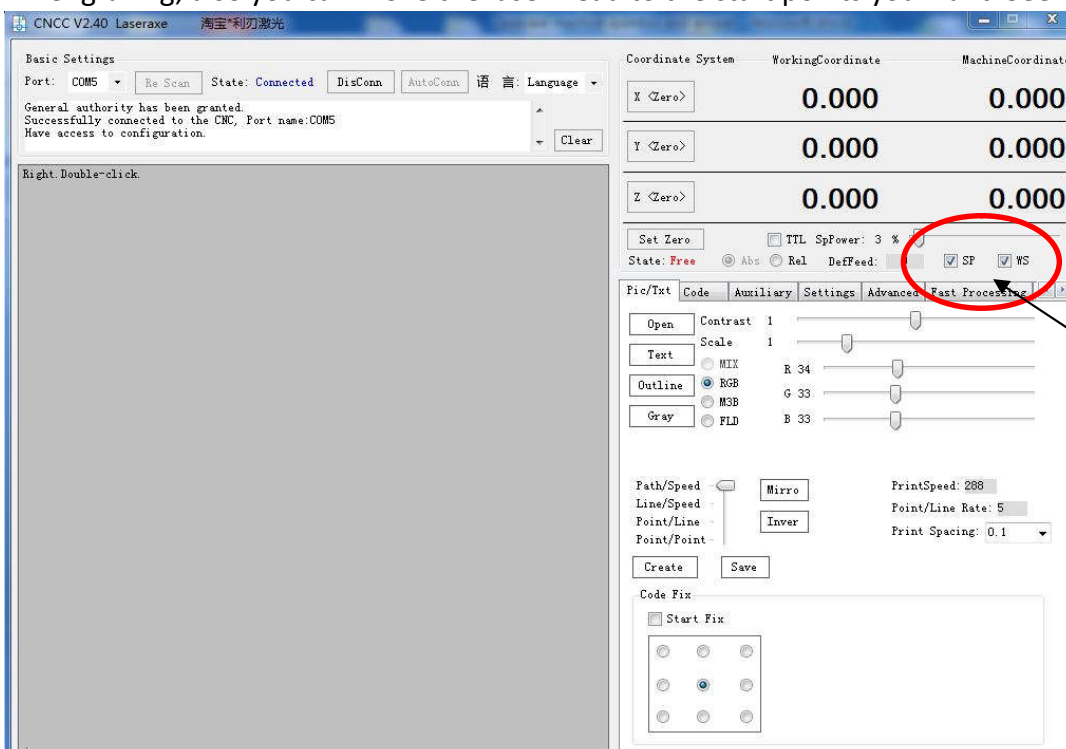 CNCC V2.40 Laseraxe 淘宝*利刃激光
Basic Settings
Port: COM5 Re Scan State: Connected DisConn AutoConn 语 言: Language
General authority has been granted.
Successfully connected to the CNC, Port name:COM5
Have access to configuration.
Clear
Right.Double-click.
Coordinate System WorkingCoordinate MachineCoordinat
X <Zero> 0.000 0.000
Y <Zero> 0.000 0.000
Z <Zero> 0.000 0.000
Set Zero TTL SpPower: 3 %
State: Free Abs Rel DefFeed: SP WS
Pic/Txt Code Auxiliary Settings Advanced Fast Processing
Open Contrast 1
Scale 1
Text
MIX R 34
Outline RGB G 33
M3B
Gray FLD B 33
Path/Speed Mirro PrintSpeed: 288
Line/Speed Point/Line Rate: 5
Point/Line Inver Print Spacing: 0.1
Point/Point
Create Save
Code Fix
Start Fix